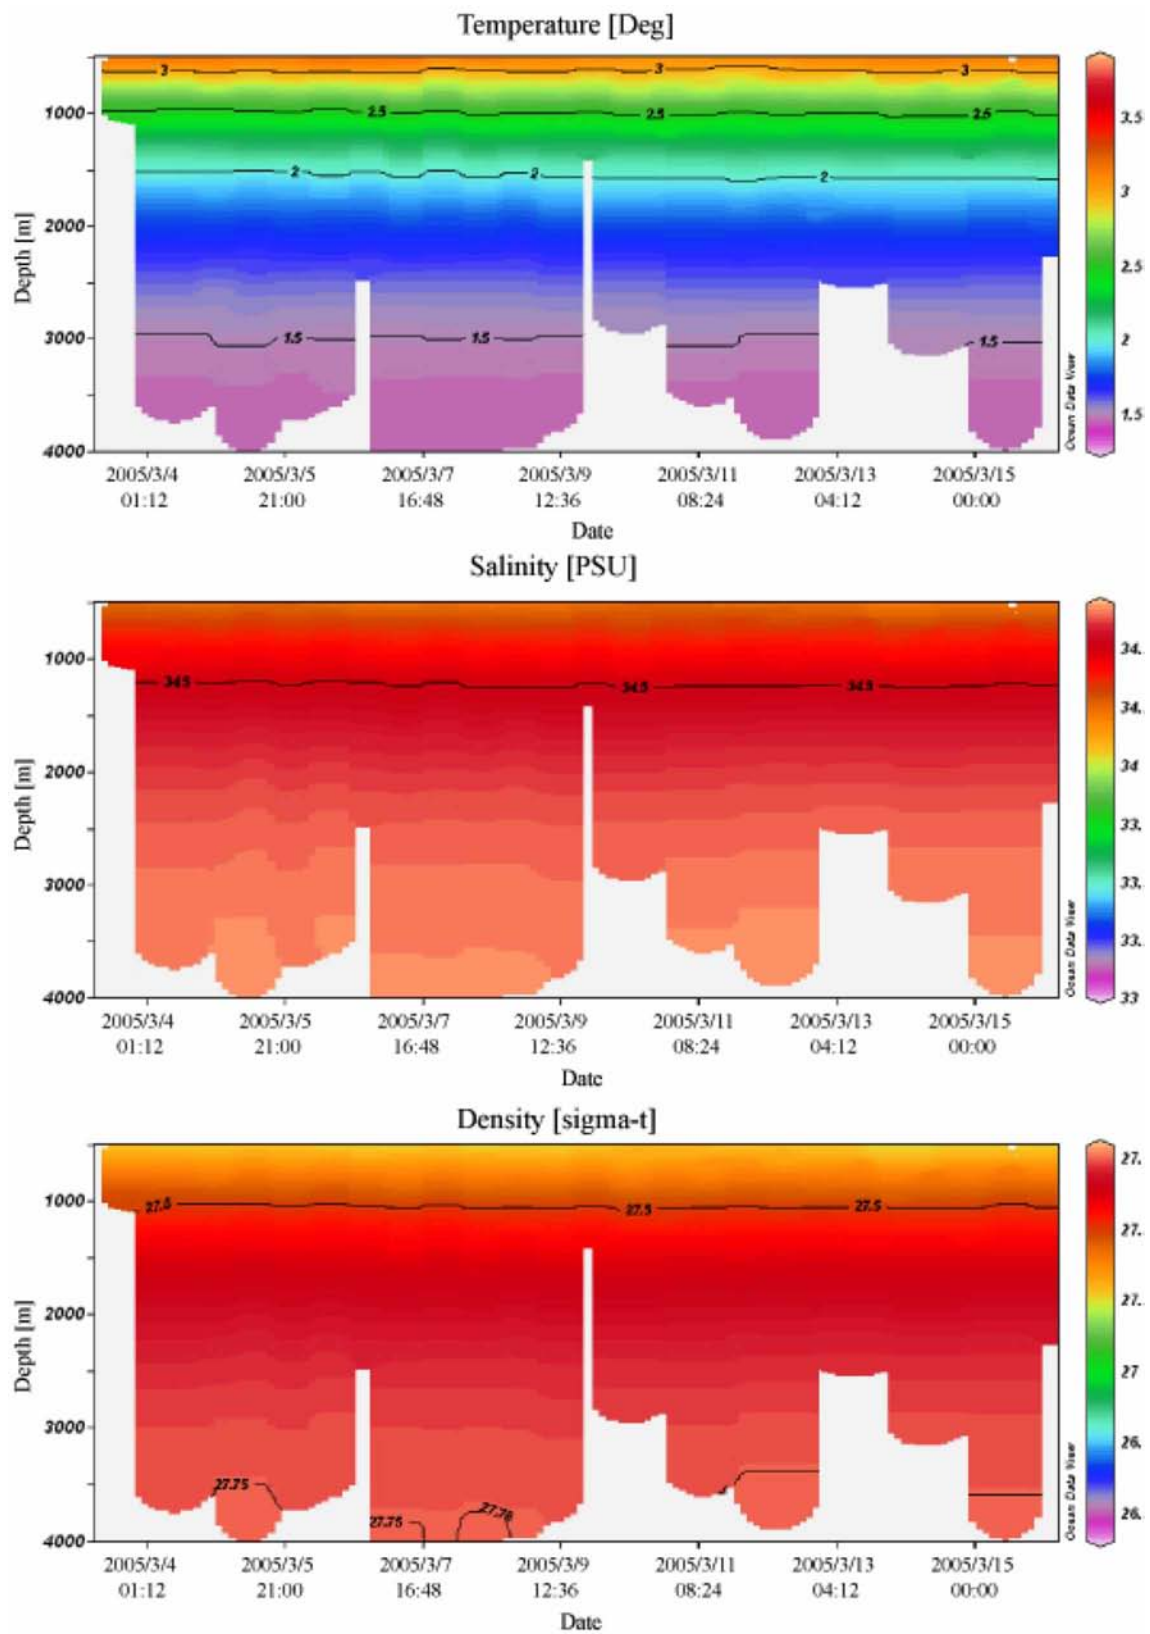 Temperature [Deg]
3
3
3
2.5
2.5
2.5
2
2
2
1.5
1.5
1.5
1000
2000
3000
4000
Depth [m]
3.5
3
2.5
2
1.5
Ocean Data View
2005/3/4 2005/3/5 2005/3/7 2005/3/9 2005/3/11 2005/3/13 2005/3/15
01:12 21:00 16:48 12:36 08:24 04:12 00:00
Date
Salinity [PSU]
34.5
34.5
34.5
1000
2000
3000
4000
Depth [m]
34.
34.
34
33.
33.
33.
33
Ocean Data View
2005/3/4 2005/3/5 2005/3/7 2005/3/9 2005/3/11 2005/3/13 2005/3/15
01:12 21:00 16:48 12:36 08:24 04:12 00:00
Date
Density [sigma-t]
27.5
27.5
27.5
27.75
27.75
27.75
1000
2000
3000
4000
Depth [m]
27.
27.
27.
27
26.
26.
Ocean Data View
2005/3/4 2005/3/5 2005/3/7 2005/3/9 2005/3/11 2005/3/13 2005/3/15
01:12 21:00 16:48 12:36 08:24 04:12 00:00
Date